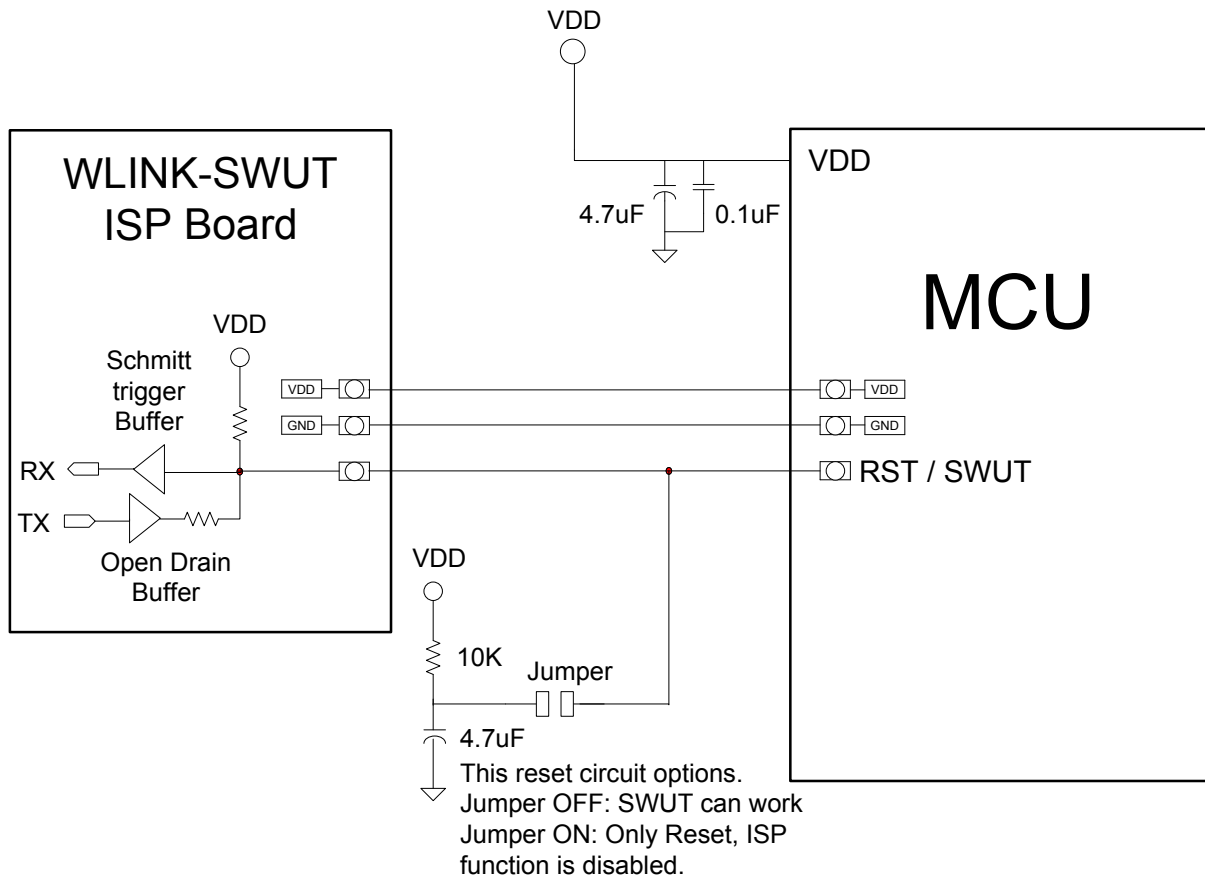 VDD
WLINK-SWUT
ISP Board
VDD
4.7uF
0.1uF
MCU
VDD
Schmitt
trigger
Buffer
VDD
VDD
GND
GND
RX
RST / SWUT
TX
Open Drain
Buffer
VDD
10K
Jumper
4.7uF
This reset circuit options.
Jumper OFF: SWUT can work
Jumper ON: Only Reset, ISP
function is disabled.